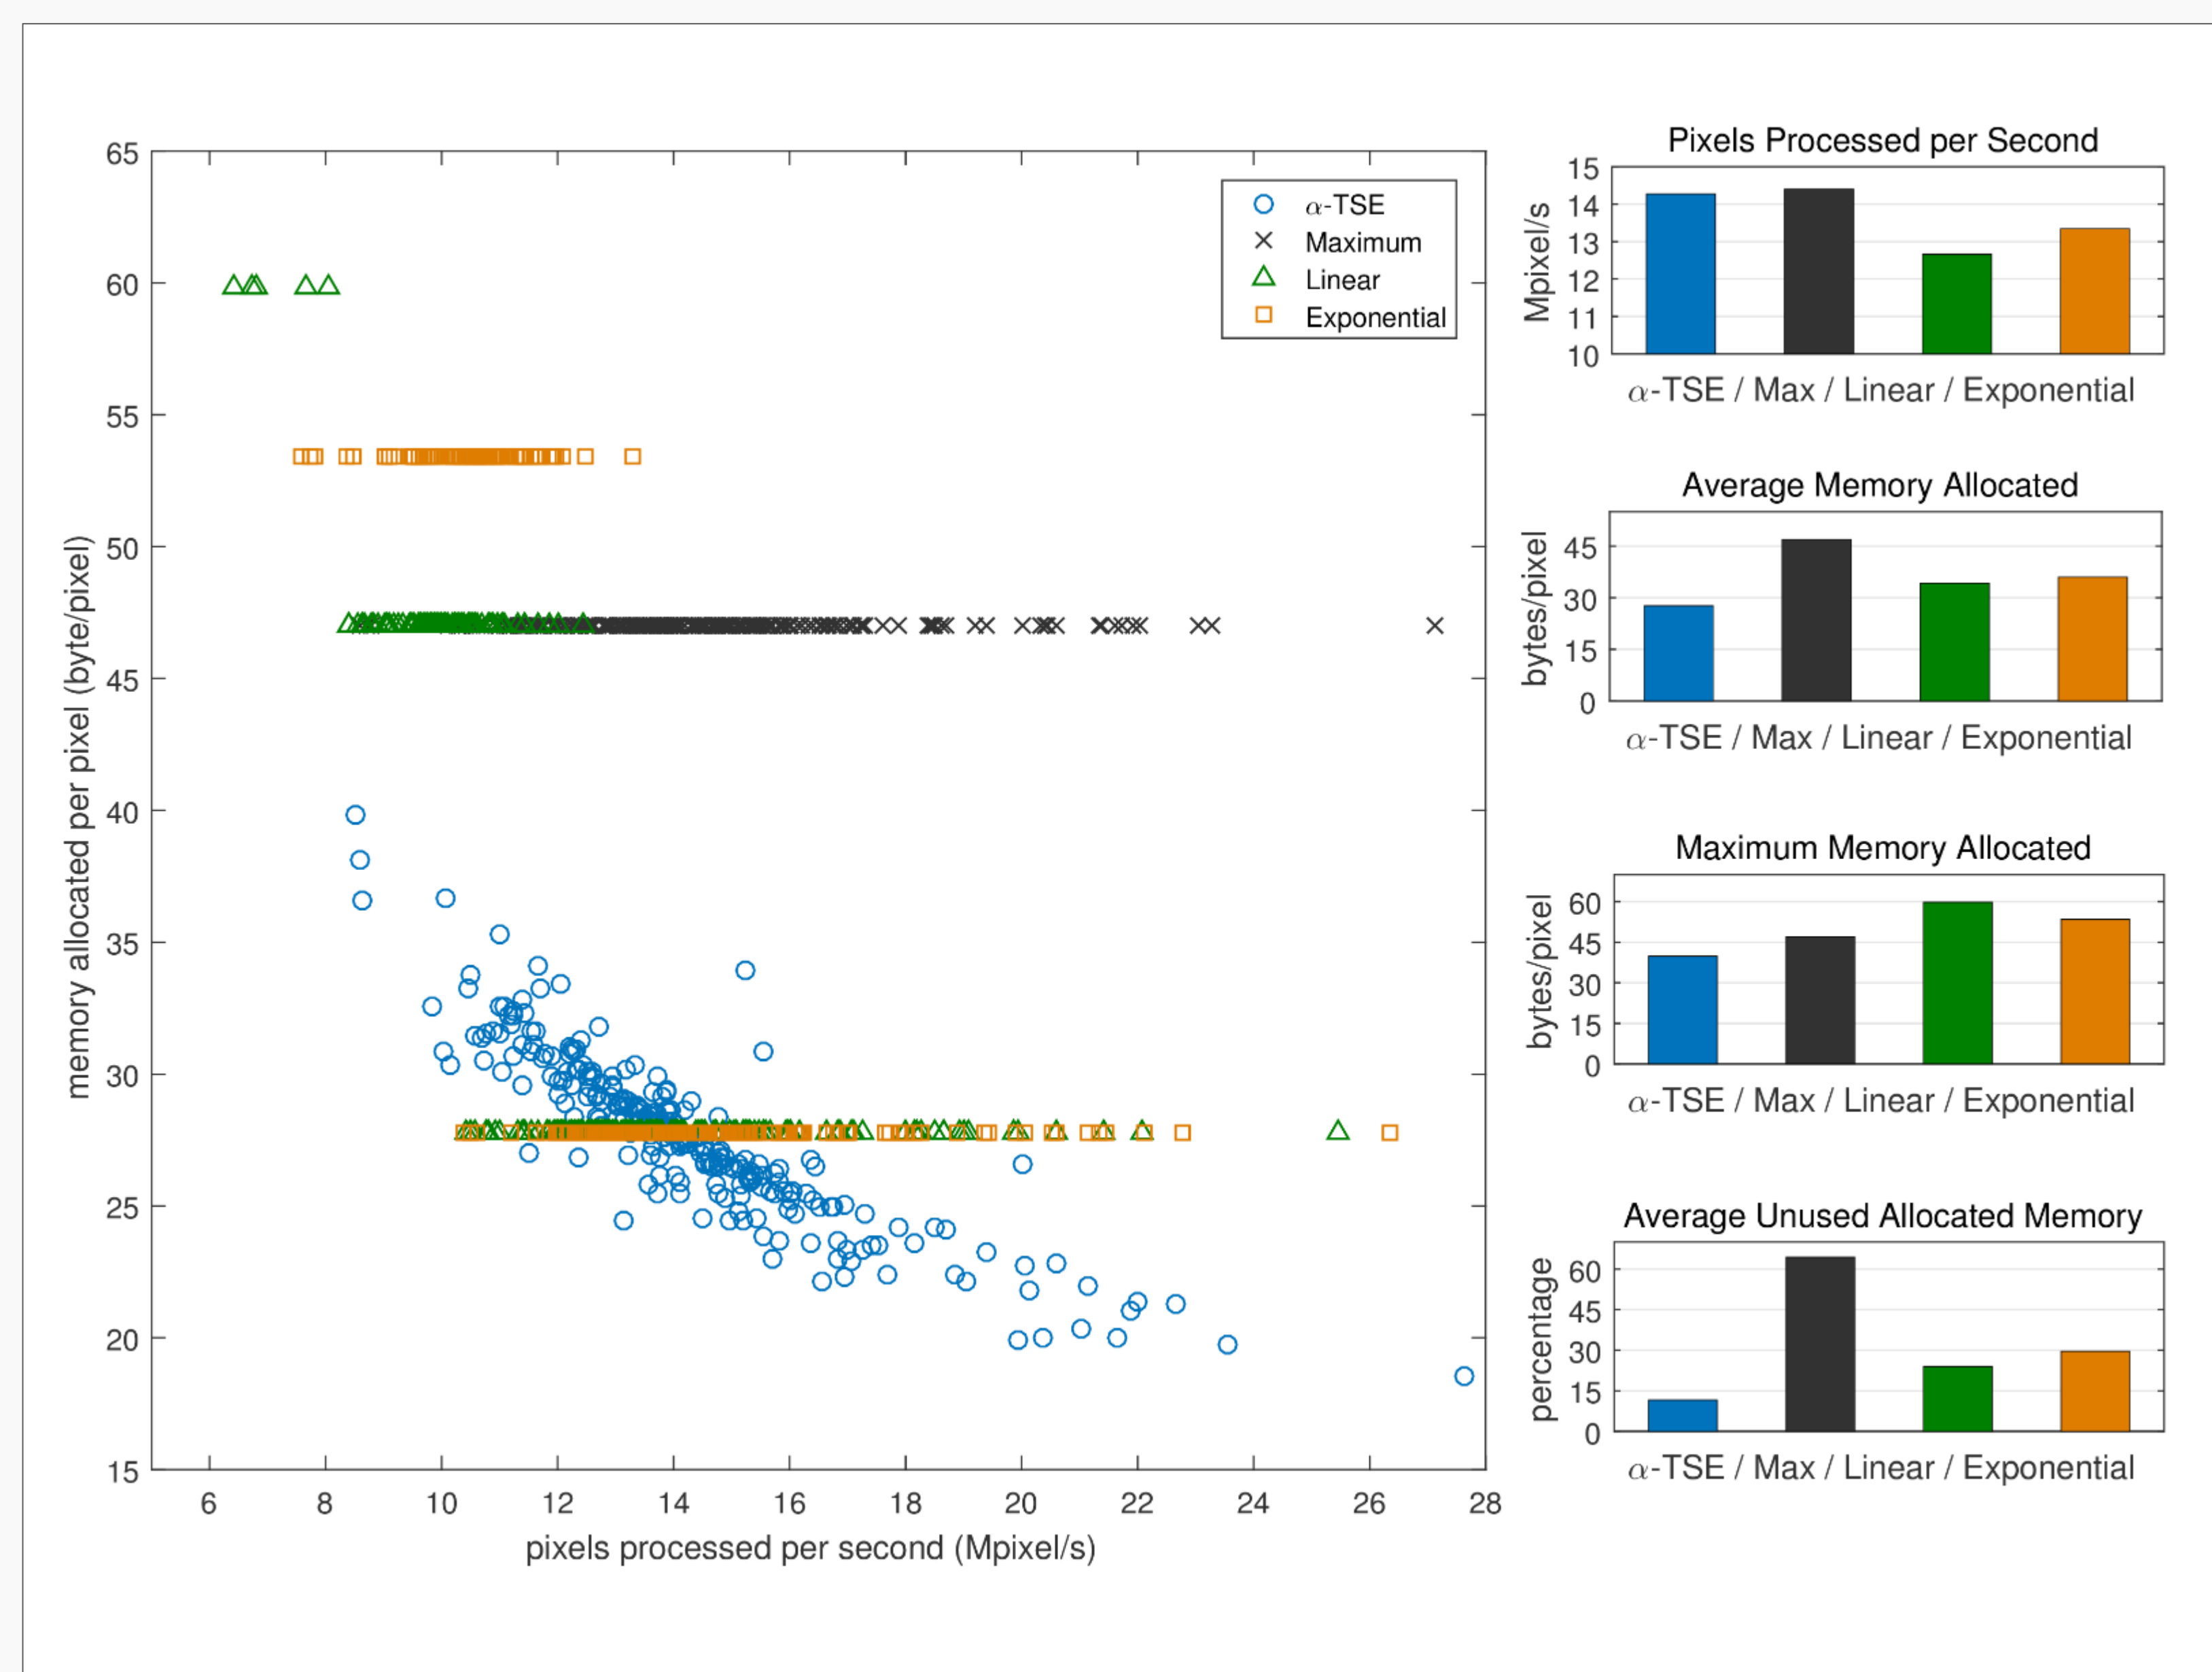 65
60
55
50
45
40
35
30
25
20
15
memory allocated per pixel (byte/pixel)
6 8 10 12 14 16 18 20 22 24 26 28
pixels processed per second (Mpixel/s)
α-TSE
Maximum
Linear
Exponential
Pixels Processed per Second
15
14
13
12
11
10
Mpixel/s
α-TSE / Max / Linear / Exponential
Average Memory Allocated
45
30
15
0
bytes/pixel
α-TSE / Max / Linear / Exponential
Maximum Memory Allocated
60
45
30
15
0
bytes/pixel
α-TSE / Max / Linear / Exponential
Average Unused Allocated Memory
60
45
30
15
0
percentage
α-TSE / Max / Linear / Exponential